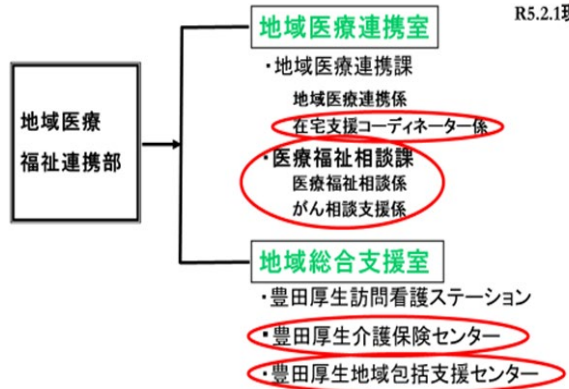 R5.2.1現
地域医療連携室
・地域医療連携課
地域医療連携係
在宅支援コーディネーター係
・医療福祉相談課
医療福祉相談係
がん相談支援係
地域医療
福祉連携部
地域総合支援室
・豊田厚生訪問看護ステーション
・豊田厚生介護保険センター
・豊田厚生地域包括支援センター